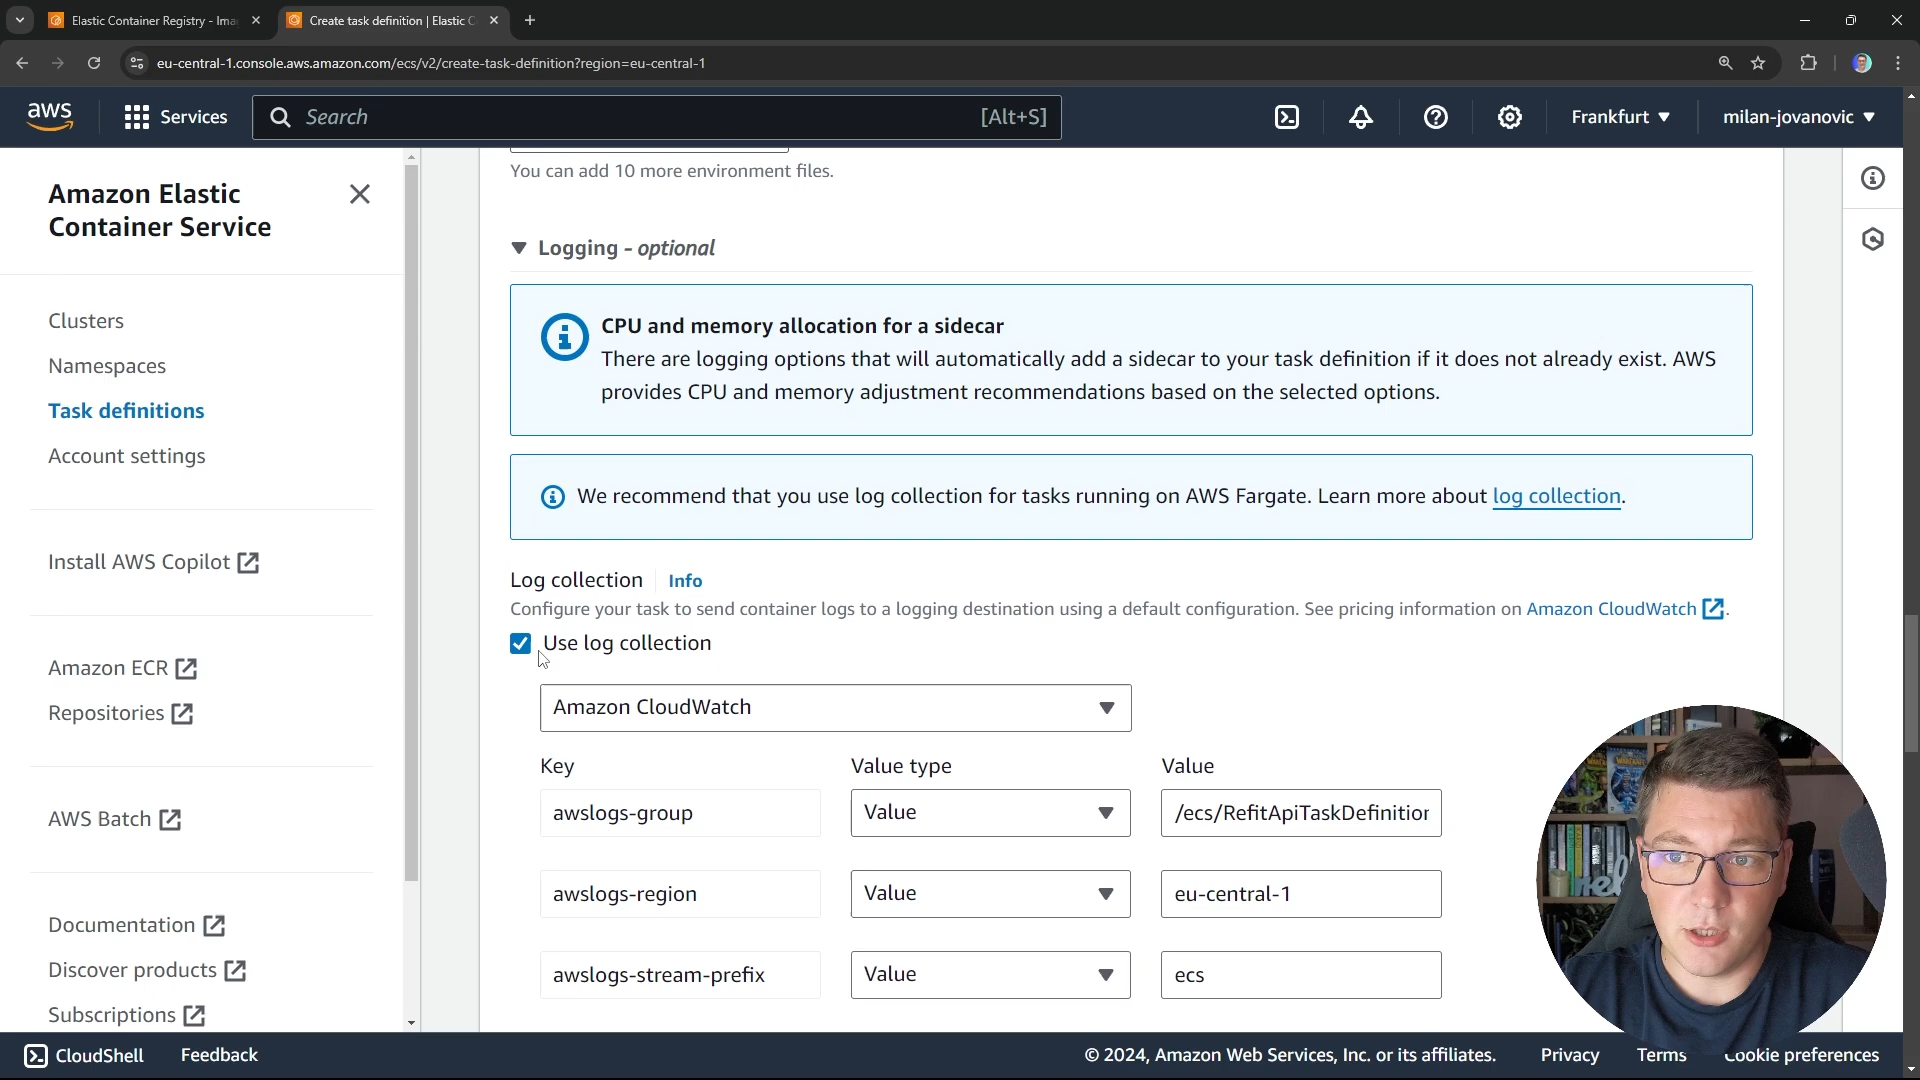 Elastic Container Registry - Ima
Create task definition | Elastic C
eu-central-1.console.aws.amazon.com/ecs/v2/create-task-definition?region=eu-central-1
aws
Services
Search
[Alt+S]
Frankfurt
milan-jovanovic
Amazon Elastic
Container Service
Clusters
Namespaces
Task definitions
Account settings
Install AWS Copilot
Amazon ECR
Repositories
AWS Batch
Documentation
Discover products
Subscriptions
You can add 10 more environment files.
Logging - optional
CPU and memory allocation for a sidecar
There are logging options that will automatically add a sidecar to your task definition if it does not already exist. AWS
provides CPU and memory adjustment recommendations based on the selected options.
We recommend that you use log collection for tasks running on AWS Fargate. Learn more about log collection.
Log collection Info
Configure your task to send container logs to a logging destination using a default configuration. See pricing information on Amazon CloudWatch .
Use log collection
Amazon CloudWatch
Key Value type Value
awslogs-group Value /ecs/RefitApiTaskDefinition
awslogs-region Value eu-central-1
awslogs-stream-prefix Value ecs
CloudShell Feedback © 2024, Amazon Web Services, Inc. or its affiliates. Privacy Terms Cookie preferences